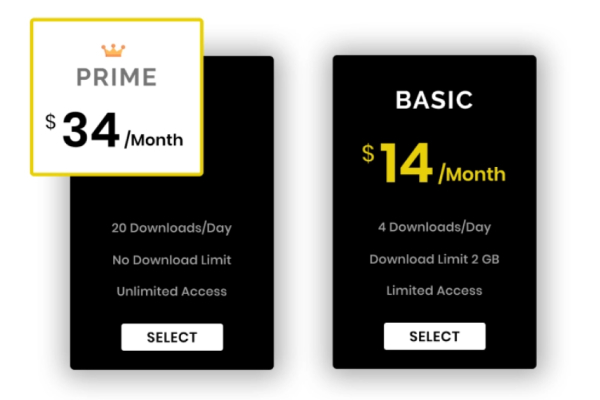 PRIME
$34/Month
20 Downloads/Day
No Download Limit
Unlimited Access
SELECT
BASIC
$14/Month
4 Downloads/Day
Download Limit 2 GB
Limited Access
SELECT